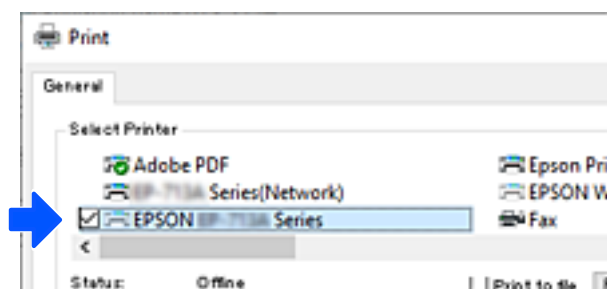 Print
General
Select Printer
Adobe PDF
Epson Pri
Series(Network)
EPSON W
EPSON Series
Fax
Status: Offline
Print to file